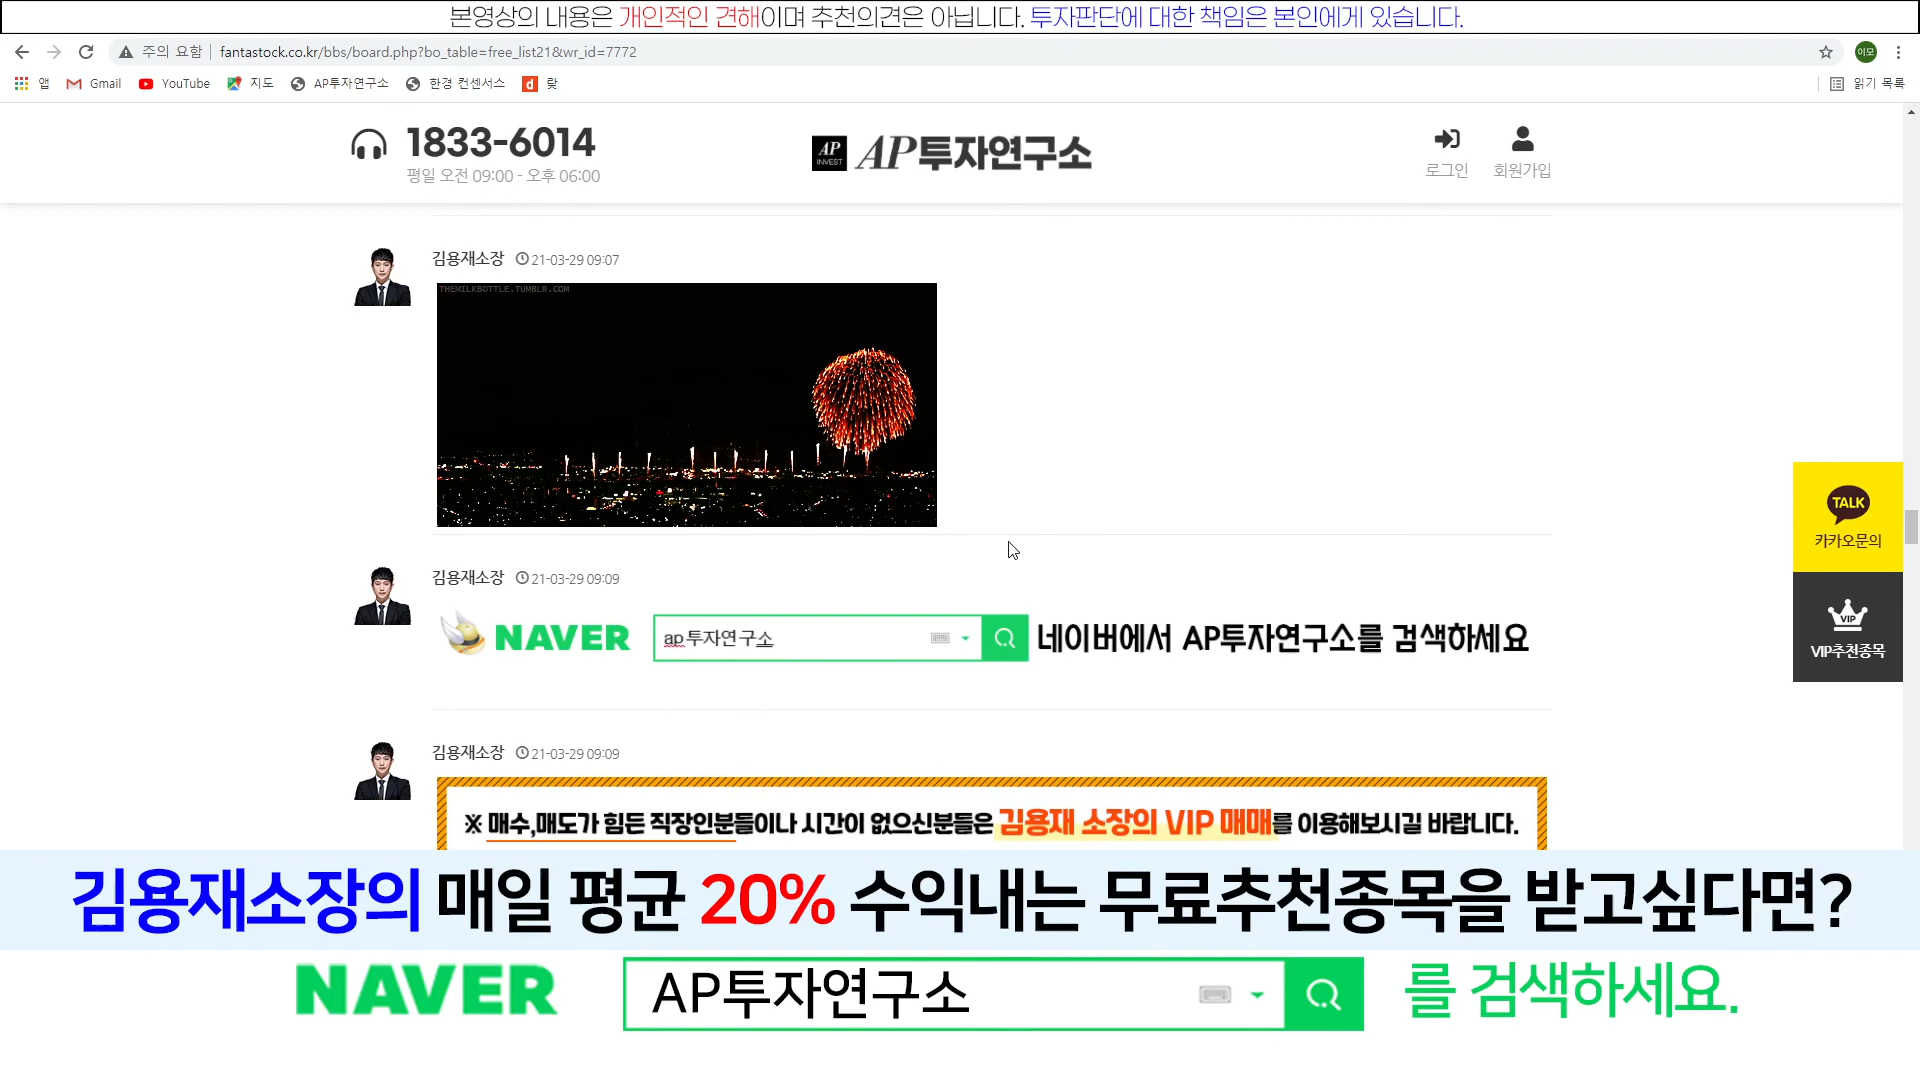 본영상의 내용은 개인적인 견해이며 추천의견은 아닙니다. 투자판단에 대한 책임은 본인에게 있습니다.
주의 요함 | fantastock.co.kr/bbs/board.php?bo_table=free_list21&wr_id=7772
이모
앱 Gmail YouTube 지도 AP투자연구소 한경 컨센서스 d 랒 읽기 목록
1833-6014
평일 오전 09:00 - 오후 06:00
AP INVEST AP투자연구소
로그인 회원가입
김용재소장 21-03-29 09:07
THEMILKBOTTLE.TUMBLR.COM
TALK
카카오문의
김용재소장 21-03-29 09:09
NAVER ap투자연구소 네이버에서 AP투자연구소를 검색하세요
VIP
VIP추천종목
김용재소장 21-03-29 09:09
※ 매수,매도가 힘든 직장인분들이나 시간이 없으신분들은 김용재 소장의 VIP 매매를 이용해보시길 바랍니다.
김용재소장의 매일 평균 20% 수익내는 무료추천종목을 받고싶다면?
NAVER AP투자연구소 를 검색하세요.